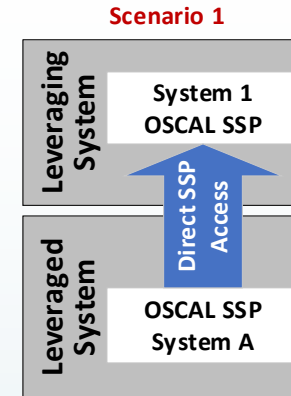 Scenario 1
Leveraging
System
System 1
OSCAL SSP
Direct SSP
Access
Leveraged
System
OSCAL SSP
System A